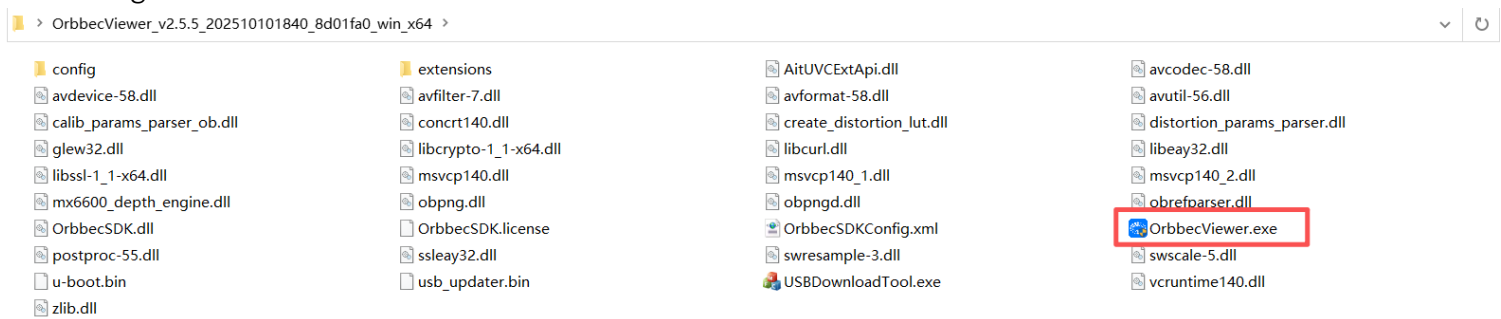 OrbbecViewer_v2.5.5_202510101840_8d01fa0_win_x64
config extensions AitUVCExtApi.dll avcodec-58.dll
avdevice-58.dll avfilter-7.dll avformat-58.dll avutil-56.dll
calib_params_parser_ob.dll concrt140.dll create_distortion_lut.dll distortion_params_parser.dll
glew32.dll libcrypto-1_1-x64.dll libcurl.dll libeay32.dll
libssl-1_1-x64.dll msvcp140.dll msvcp140_1.dll msvcp140_2.dll
mx6600_depth_engine.dll obpng.dll obpngd.dll obrefparser.dll
OrbbecSDK.dll OrbbecSDK.license OrbbecSDKConfig.xml OrbbecViewer.exe
postproc-55.dll ssleay32.dll swresample-3.dll swscale-5.dll
u-boot.bin usb_updater.bin USBDownloadTool.exe vcruntime140.dll
zlib.dll